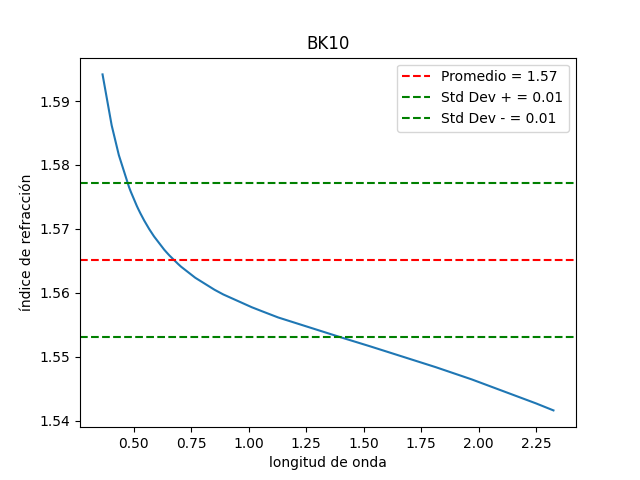 BK10
Promedio = 1.57
Std Dev + = 0.01
Std Dev - = 0.01
índice de refracción
1.59
1.58
1.57
1.56
1.55
1.54
0.50 0.75 1.00 1.25 1.50 1.75 2.00 2.25
longitud de onda